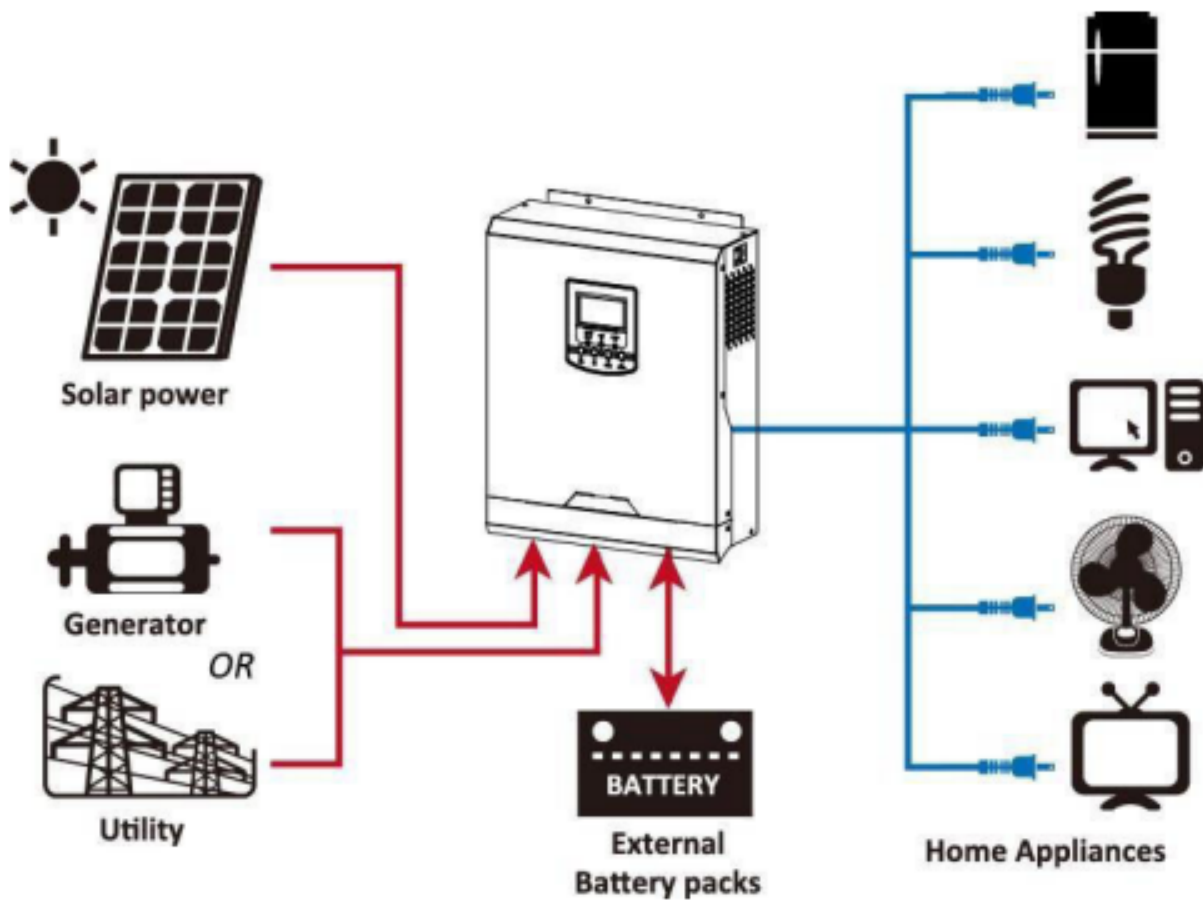 Solar power
Generator
OR
Utility
BATTERY
External
Battery packs
Home Appliances